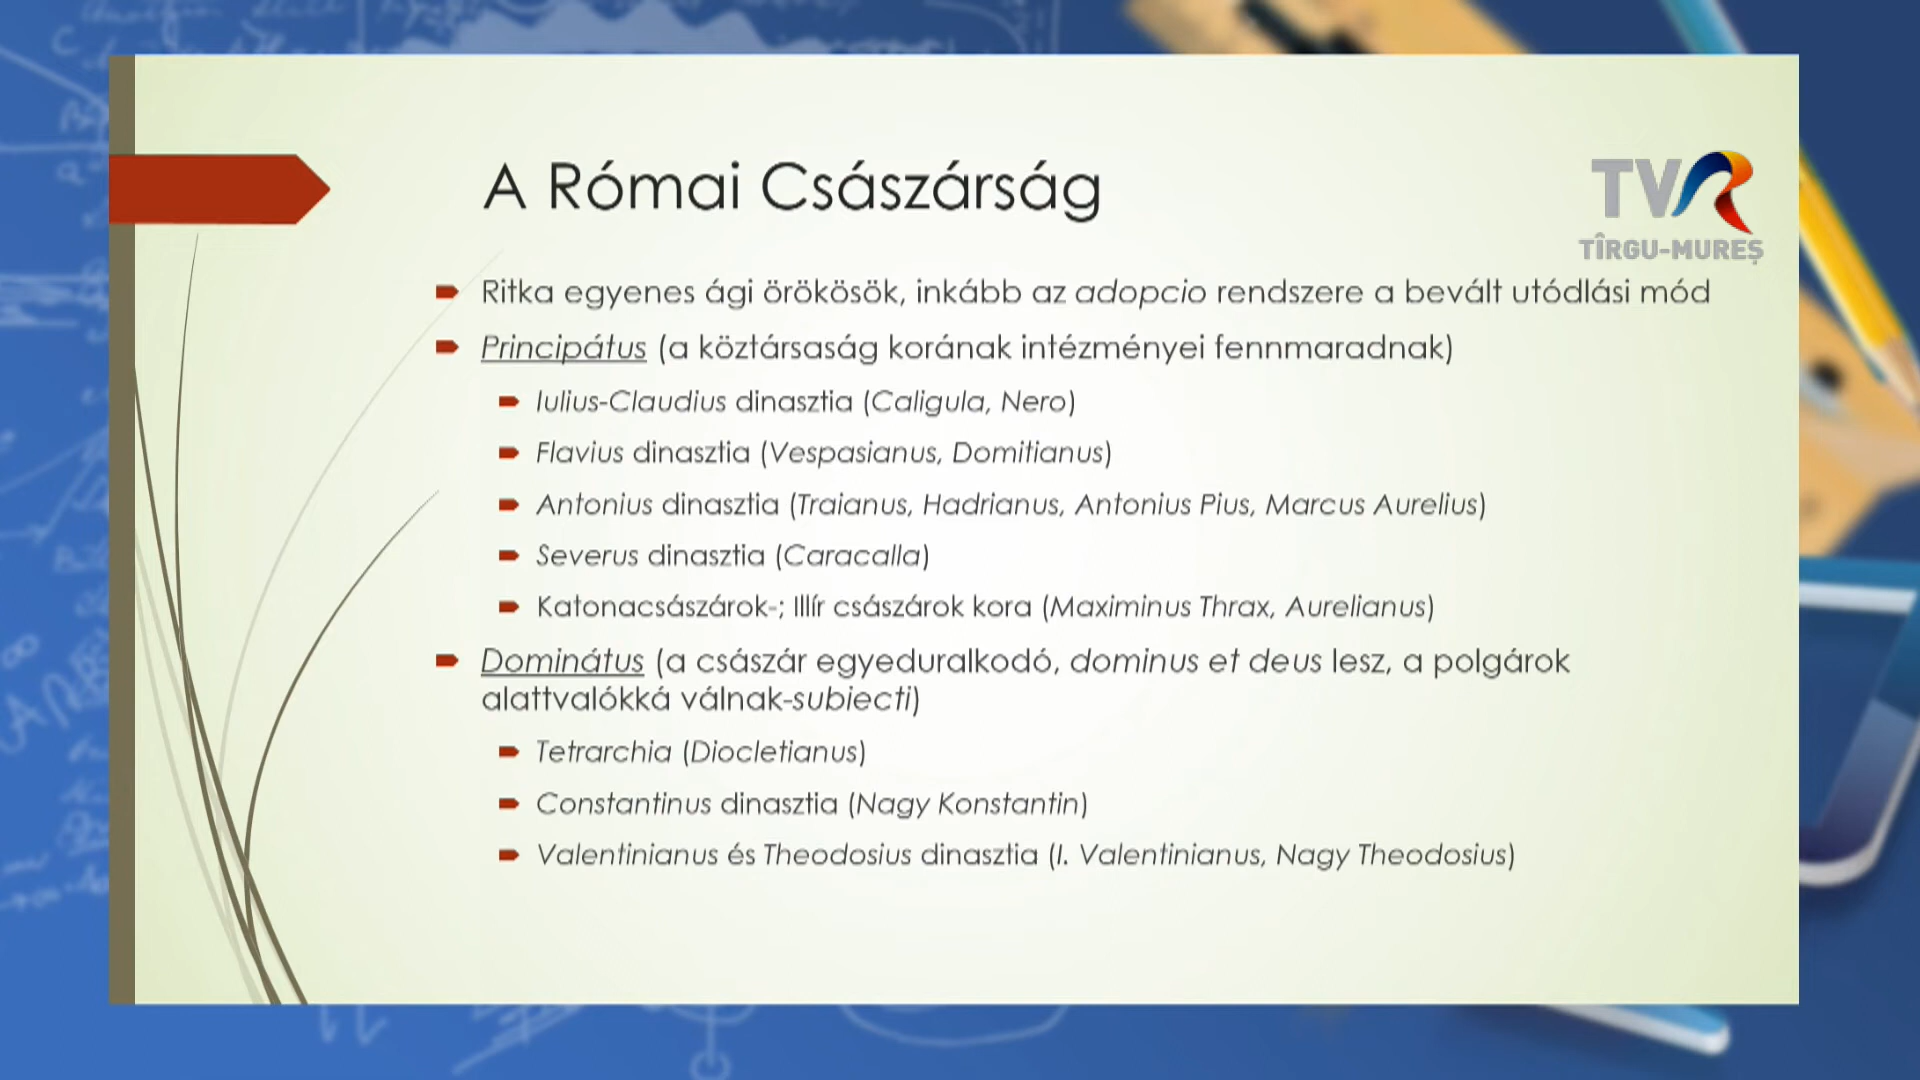 A Római Császárság
TVR
TÎRGU-MUREȘ
Ritka egyenes ági örökösök, inkább az adopcio rendszere a bevált utódlási mód
Principátus (a köztársaság korának intézményei fennmaradnak)
Iulius-Claudius dinasztia (Caligula, Nero)
Flavius dinasztia (Vespasianus, Domitianus)
Antonius dinasztia (Traianus, Hadrianus, Antonius Pius, Marcus Aurelius)
Severus dinasztia (Caracalla)
Katonacsászárok-; Illír császárok kora (Maximinus Thrax, Aurelianus)
Dominátus (a császár egyeduralkodó, dominus et deus lesz, a polgárok
alattvalókká válnak-subiecti)
Tetrarchia (Diocletianus)
Constantinus dinasztia (Nagy Konstantin)
Valentinianus és Theodosius dinasztia (I. Valentinianus, Nagy Theodosius)